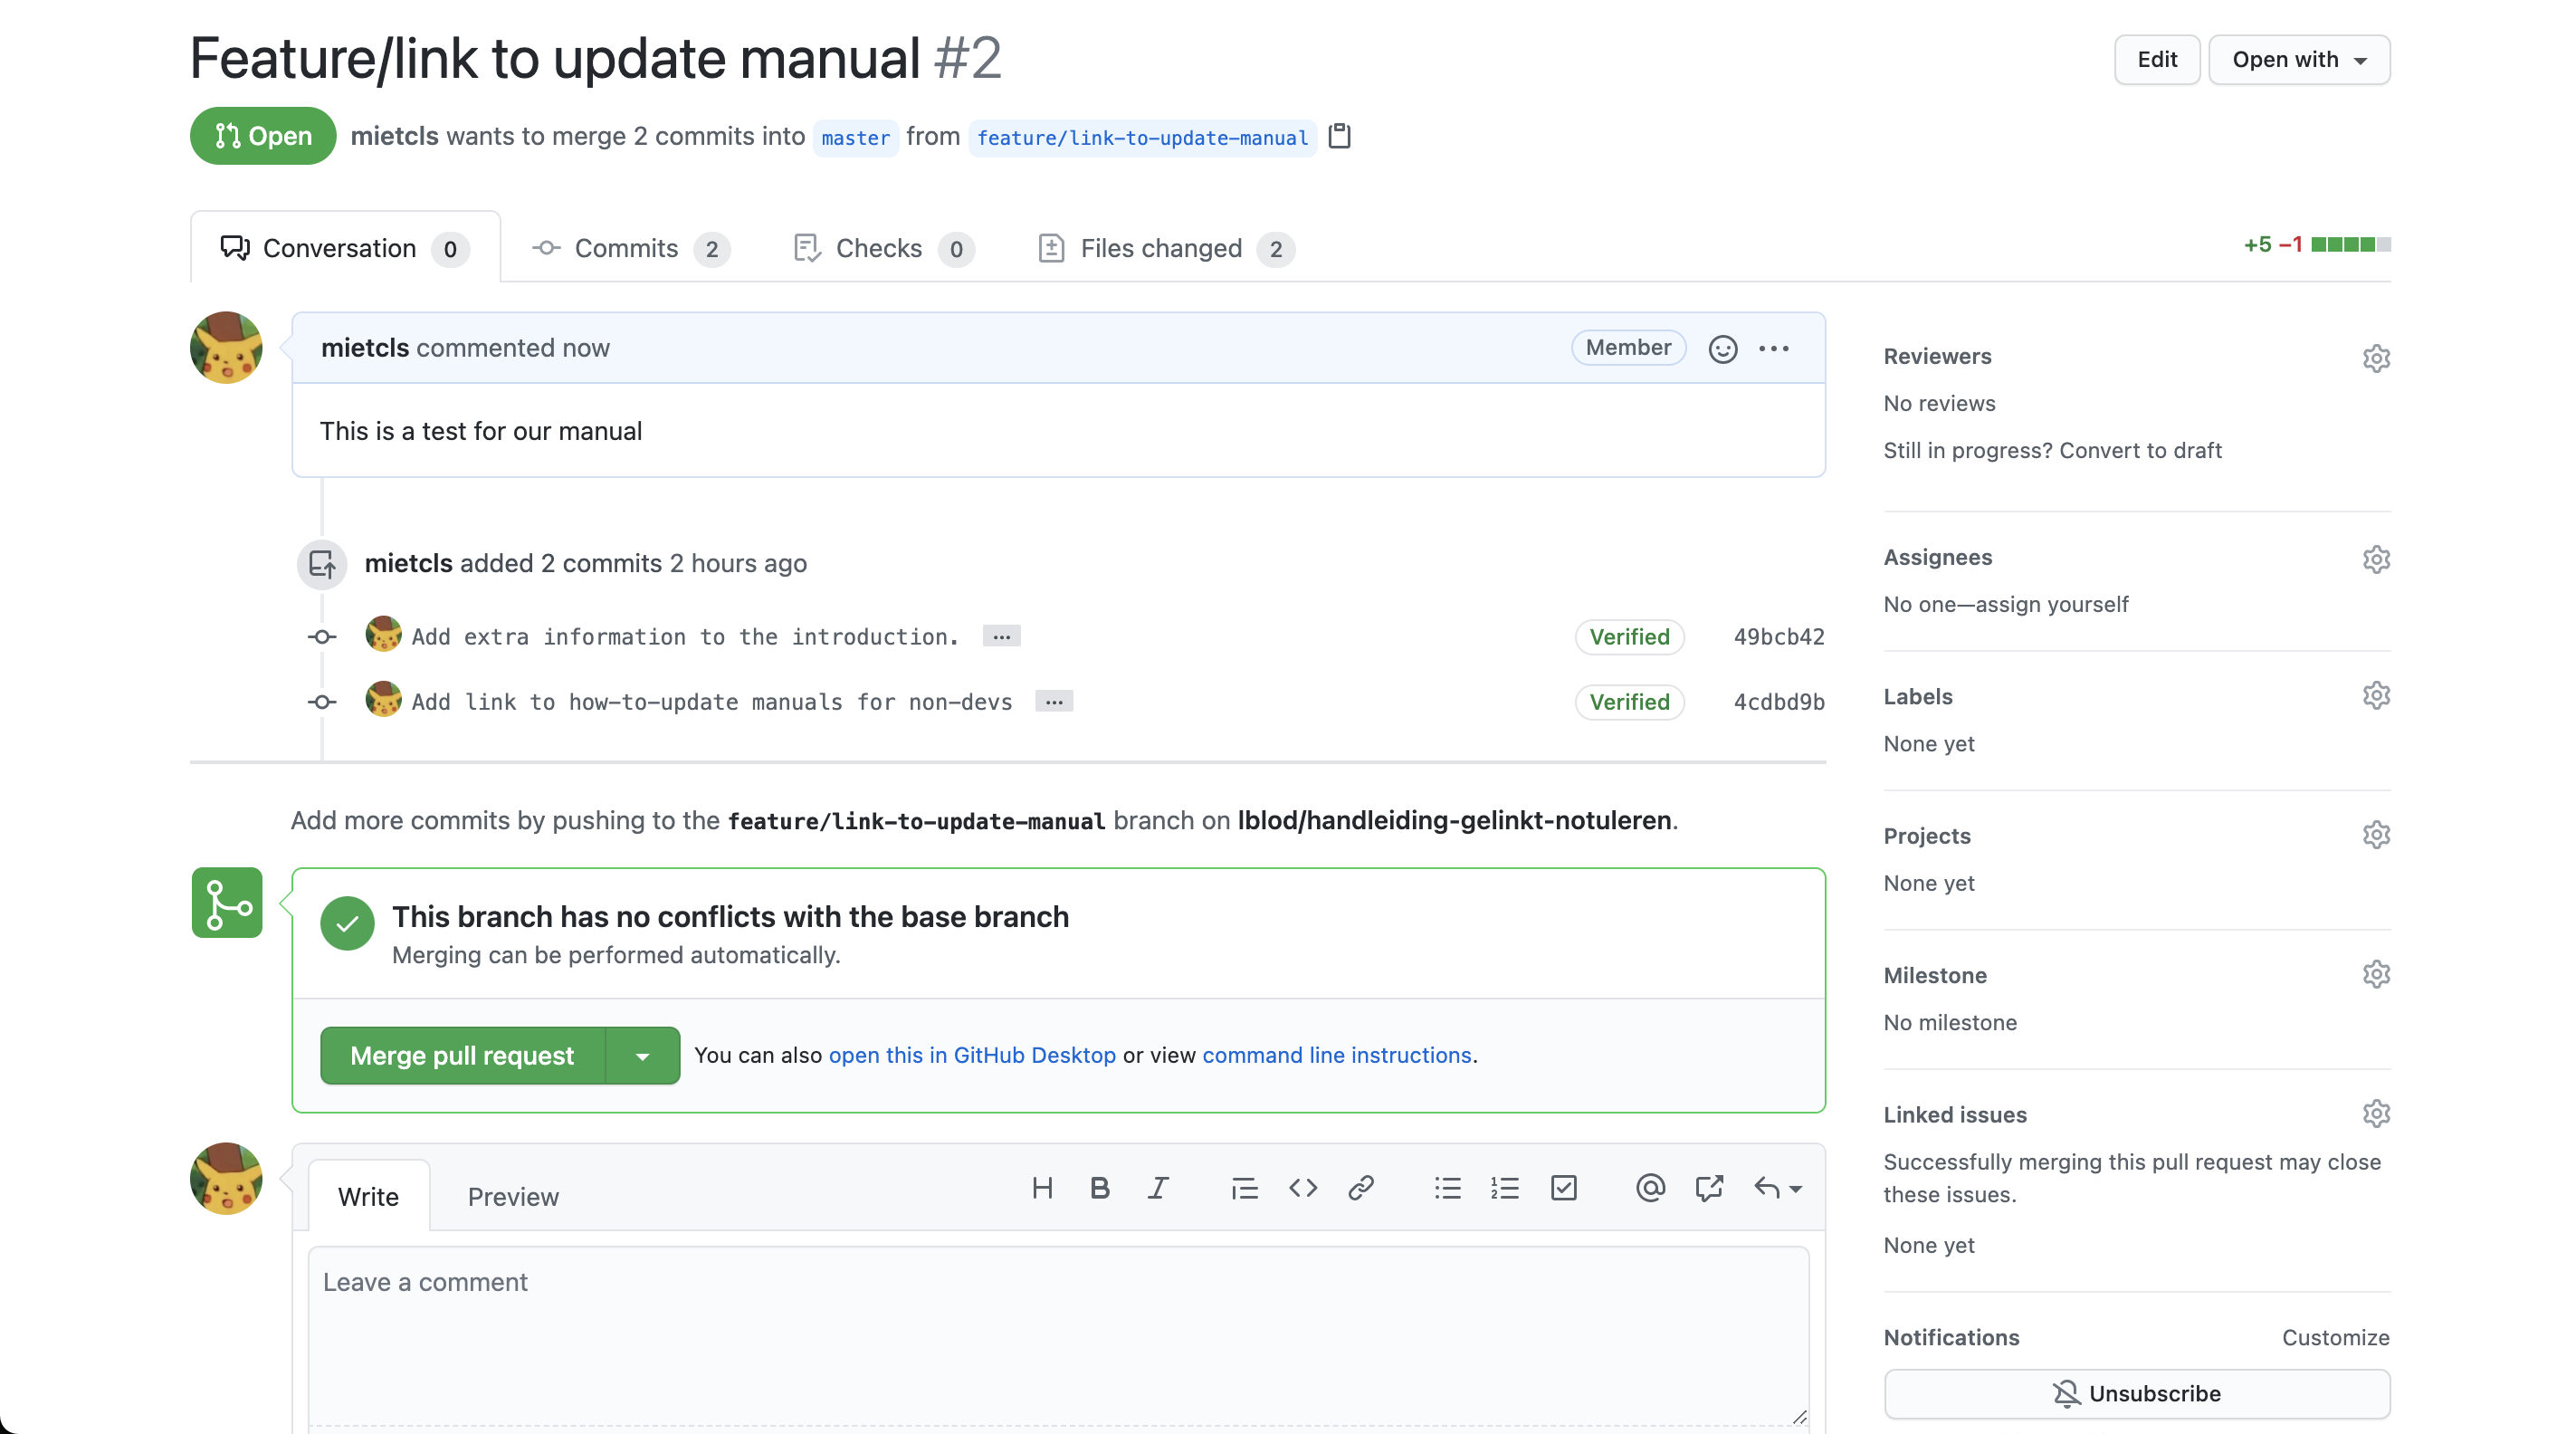 Feature/link to update manual #2
Edit
Open with
Open
mietcls wants to merge 2 commits into master from feature/link-to-update-manual
Conversation 0
Commits 2
Checks 0
Files changed 2
+5 −1
mietcls commented now
Member
This is a test for our manual
mietcls added 2 commits 2 hours ago
Add extra information to the introduction. …
Verified
49bcb42
Add link to how-to-update manuals for non-devs …
Verified
4cdbd9b
Add more commits by pushing to the feature/link-to-update-manual branch on lblod/handleiding-gelinkt-notuleren.
This branch has no conflicts with the base branch
Merging can be performed automatically.
Merge pull request
You can also open this in GitHub Desktop or view command line instructions.
Write
Preview
Leave a comment
Reviewers
No reviews
Still in progress? Convert to draft
Assignees
No one—assign yourself
Labels
None yet
Projects
None yet
Milestone
No milestone
Linked issues
Successfully merging this pull request may close
these issues.
None yet
Notifications
Customize
Unsubscribe